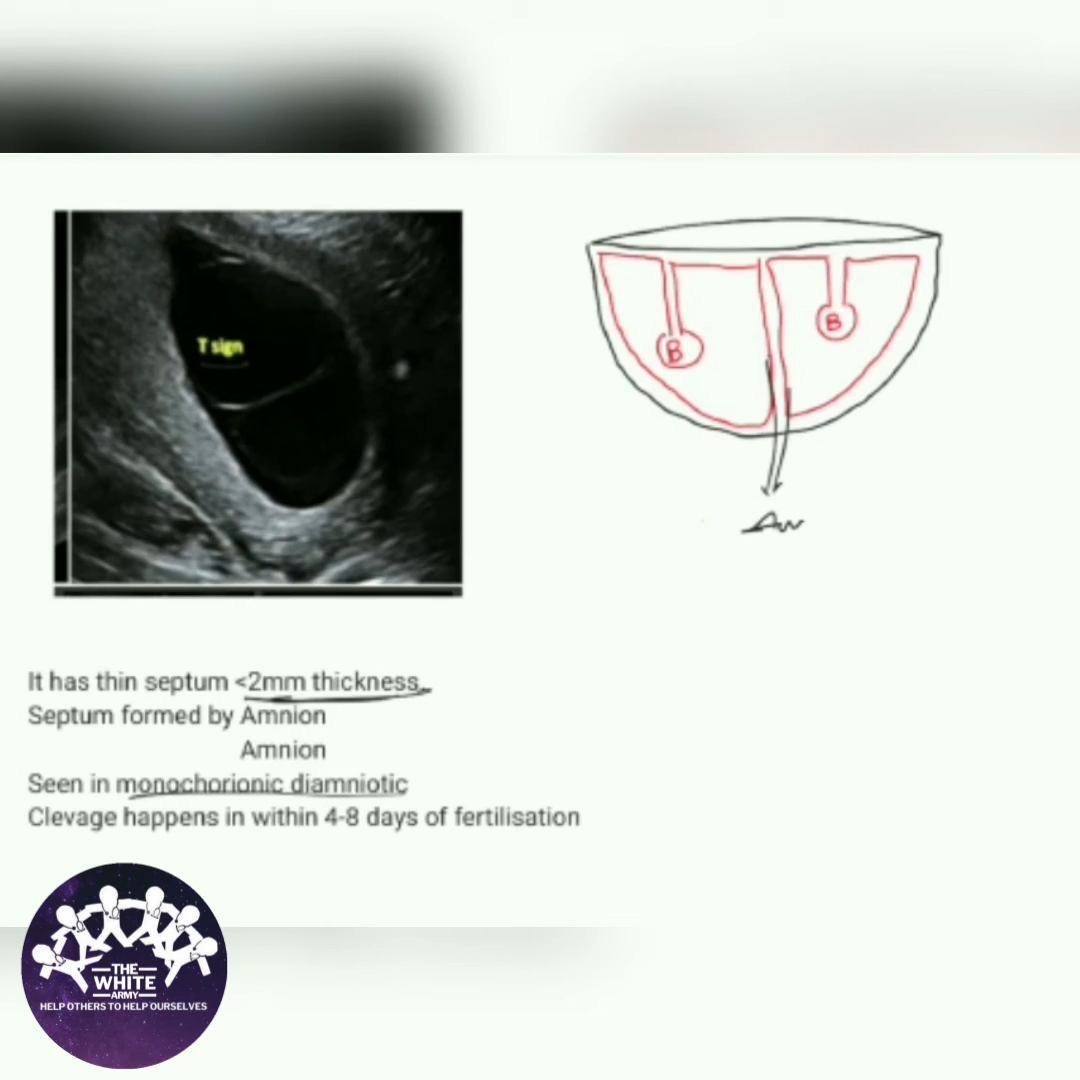 T sign
B
B
An
It has thin septum <2mm thickness
Septum formed by Amnion
Amnion
Seen in monochorionic diamniotic
Clevage happens in within 4-8 days of fertilisation
THE
WHITE
ARMY
HELP OTHERS TO HELP OURSELVES